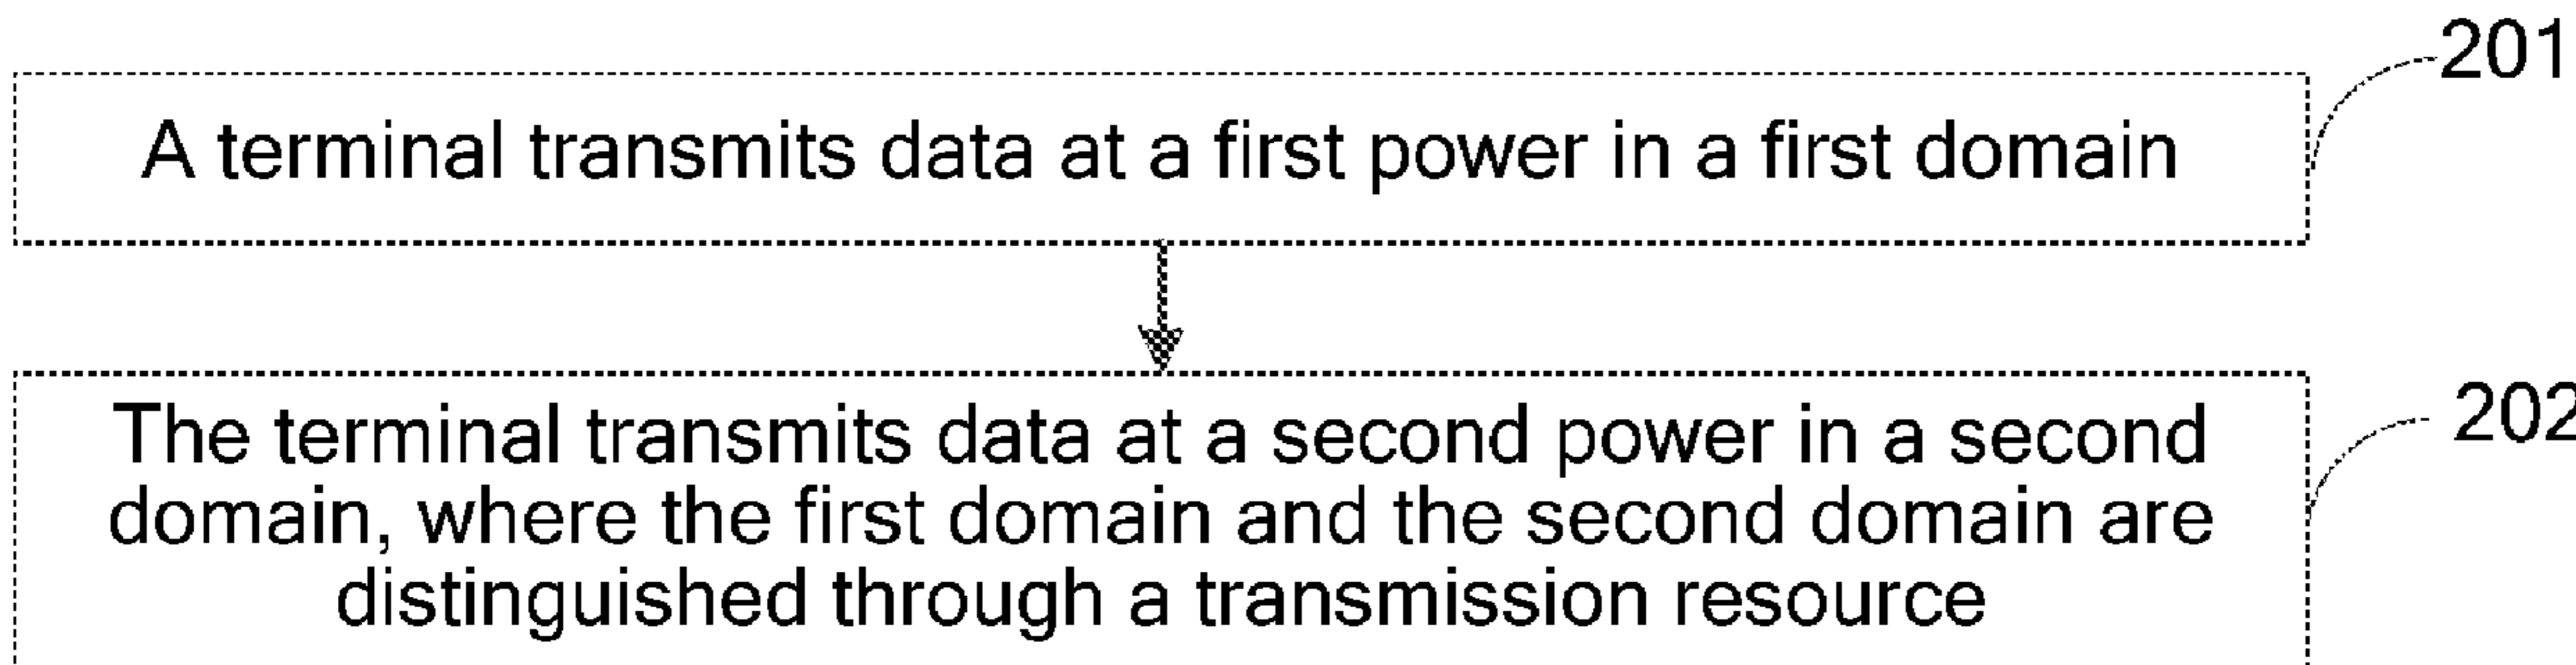 201
A terminal transmits data at a first power in a first domain
202
The terminal transmits data at a second power in a second
domain, where the first domain and the second domain are
distinguished through a transmission resource